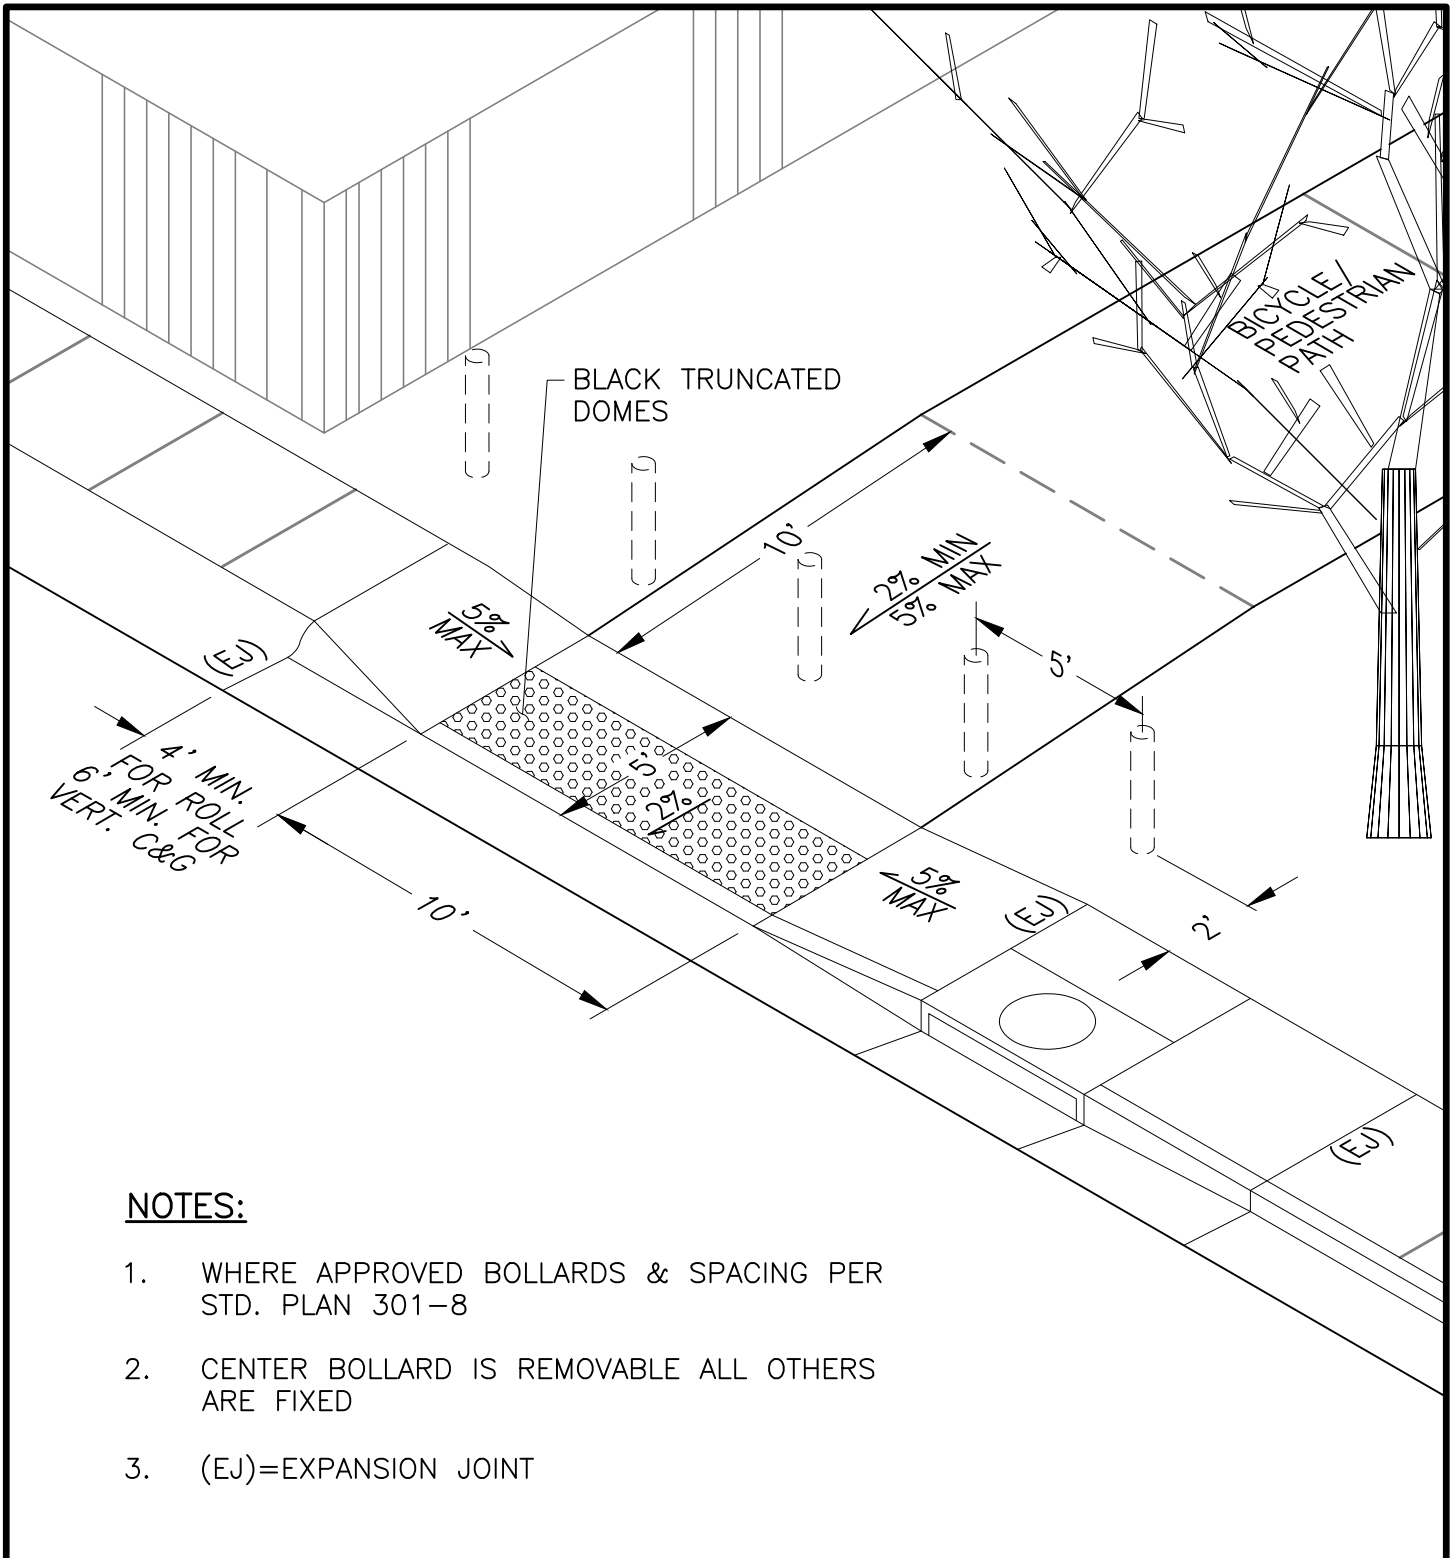 BICYCLE/
PEDESTRIAN
PATH
BLACK TRUNCATED
DOMES
10'
2% MIN
5% MAX
5%
MAX
5'
(EJ)
4' MIN.
FOR ROLL
6' MIN. FOR
VERT. C&G
5'
2%
10'
5%
MAX
(EJ)
2'
(EJ)
NOTES:
1. WHERE APPROVED BOLLARDS & SPACING PER
STD. PLAN 301-8
2. CENTER BOLLARD IS REMOVABLE ALL OTHERS
ARE FIXED
3. (EJ)=EXPANSION JOINT